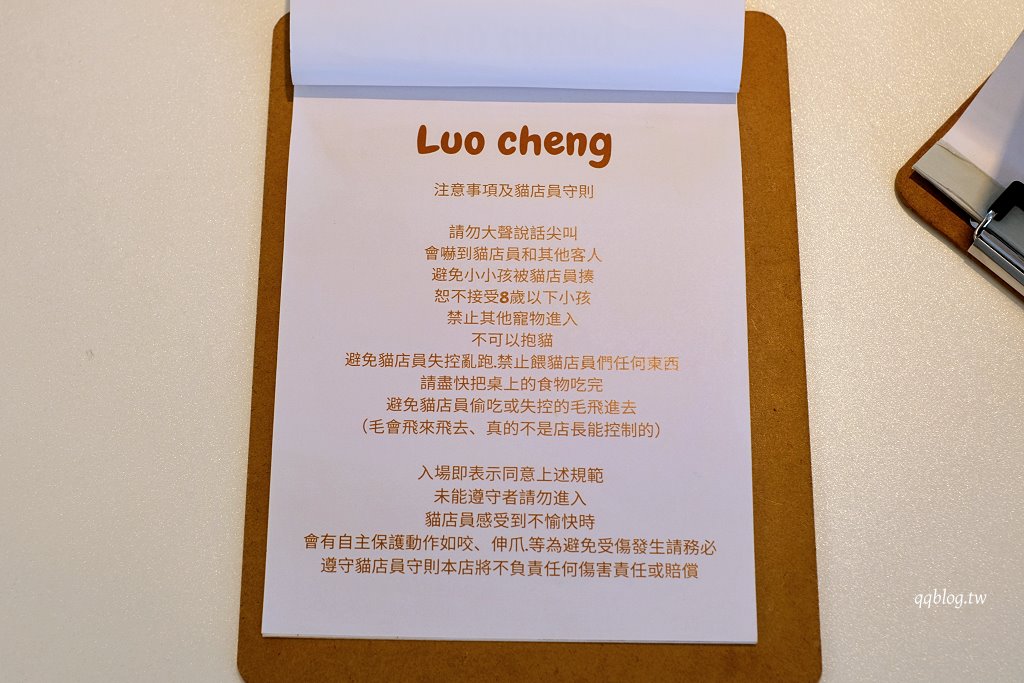 Luo cheng
注意事項及貓店員守則
請勿大聲說話尖叫
會嚇到貓店員和其他客人
避免小小孩被貓店員揍
恕不接受8歲以下小孩
禁止其他寵物進入
不可以抱貓
避免貓店員失控亂跑.禁止餵貓店員們任何東西
請盡快把桌上的食物吃完
避免貓店員偷吃或失控的毛飛進去
（毛會飛來飛去、真的不是店長能控制的）
入場即表示同意上述規範
未能遵守者請勿進入
貓店員感受到不愉快時
會有自主保護動作如咬、伸爪.等為避免受傷發生請務必
遵守貓店員守則本店將不負責任何傷害責任或賠償
qqblog.tw